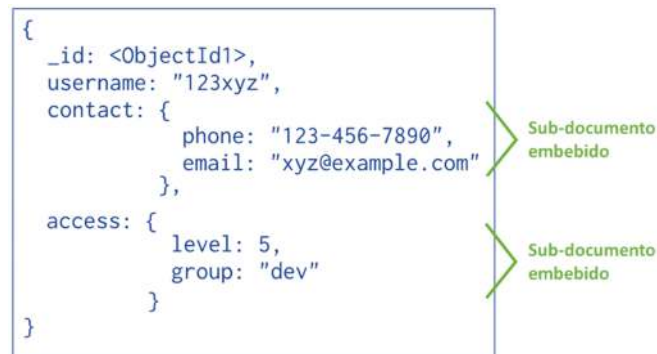 {
_id: <ObjectId1>,
username: "123xyz",
contact: {
phone: "123-456-7890",
email: "xyz@example.com"
},
access: {
level: 5,
group: "dev"
}
}
Sub-documento
embebido
Sub-documento
embebido